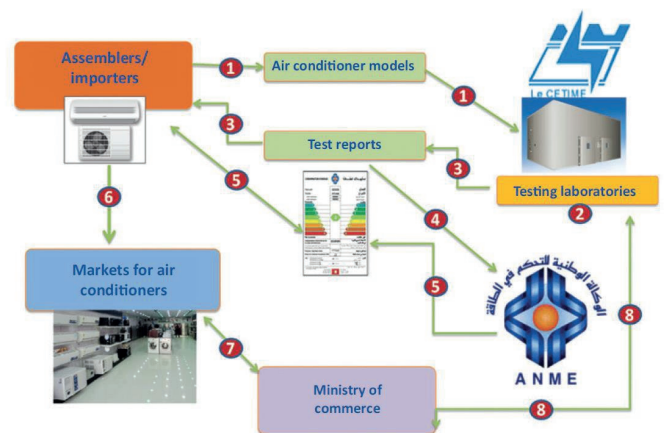 Assemblers/
importers
1
Air conditioner models
1
Le CETIME
3
Test reports
3
Testing laboratories
2
5
4
6
Markets for air
conditioners
5
الوكالة الوطنية للتحكم في الطاقة
ANME
8
7
Ministry of
commerce
8